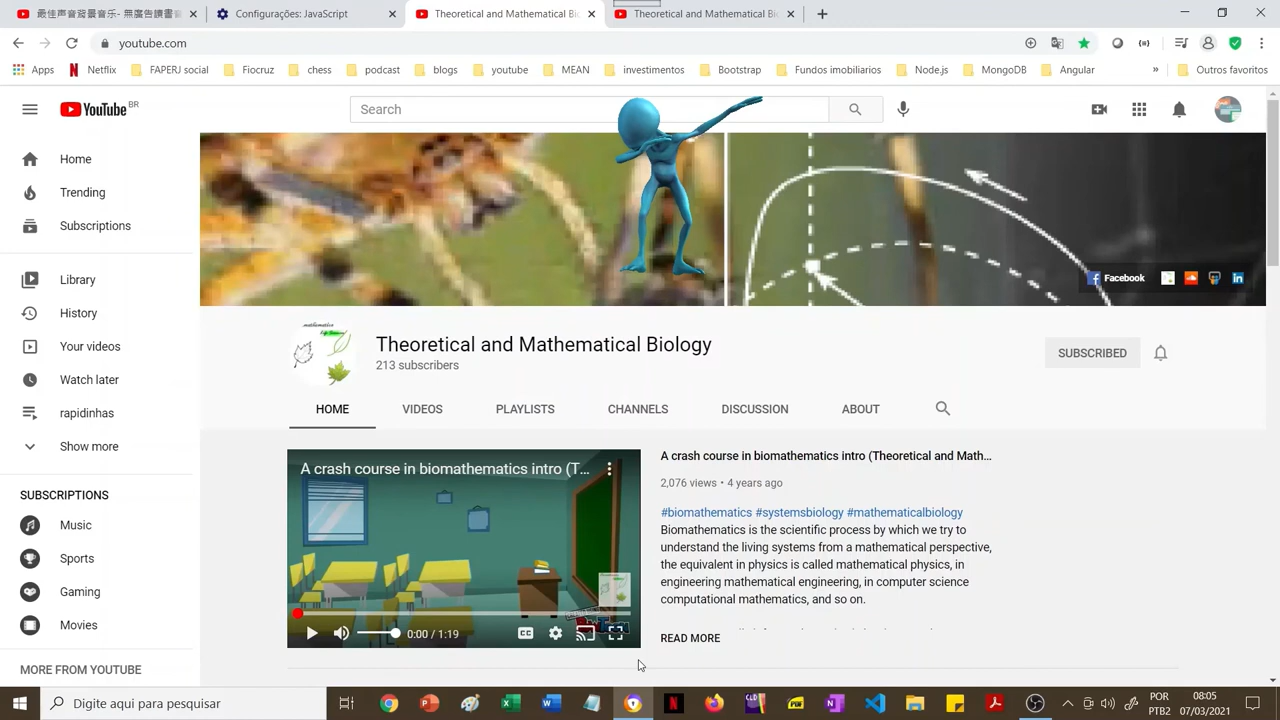 最佳声音背景音乐- 無廣告讀書音
Configurações: JavaScript
Theoretical and Mathematical Bi
Theoretical and Mathematical Bi
youtube.com
Apps
Netflix
FAPERJ social
Fiocruz
chess
podcast
blogs
youtube
MEAN
investimentos
Bootstrap
Fundos imobiliarios
Node.js
MongoDB
Angular
»
Outros favoritos
YouTube BR
Search
Home
Trending
Subscriptions
Library
History
Your videos
Watch later
rapidinhas
Show more
SUBSCRIPTIONS
Music
Sports
Gaming
Movies
MORE FROM YOUTUBE
Facebook
Theoretical and Mathematical Biology
213 subscribers
SUBSCRIBED
HOME
VIDEOS
PLAYLISTS
CHANNELS
DISCUSSION
ABOUT
A crash course in biomathematics intro (T...
0:00 / 1:19
A crash course in biomathematics intro (Theoretical and Math...
2,076 views • 4 years ago
#biomathematics #systemsbiology #mathematicalbiology
Biomathematics is the scientific process by which we try to
understand the living systems from a mathematical perspective,
the equivalent in physics is called mathematical physics, in
engineering mathematical engineering, in computer science
computational mathematics, and so on.
READ MORE
Digite aqui para pesquisar
POR
PTB2
08:05
07/03/2021